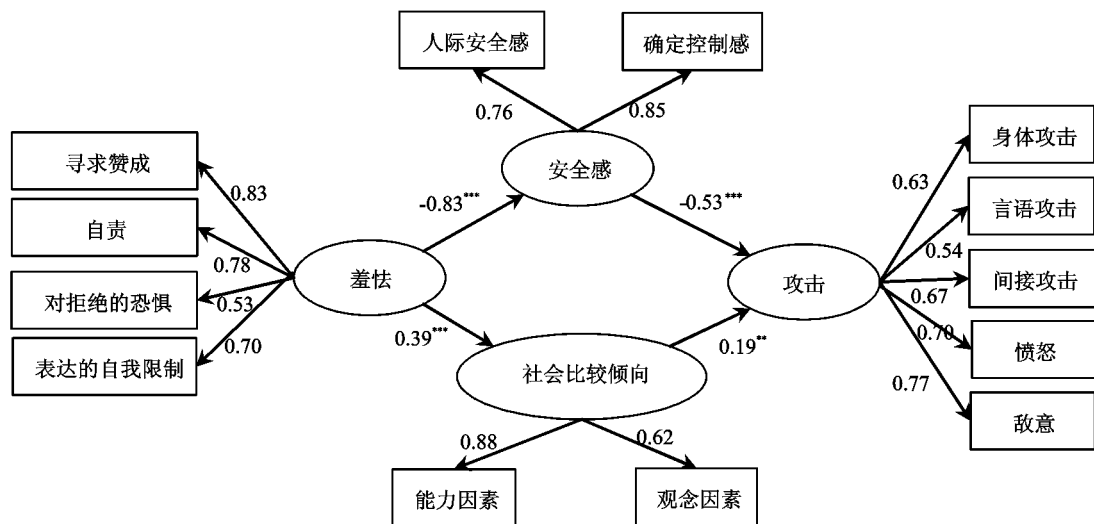 人际安全感
确定控制感
0.76
0.85
身体攻击
寻求赞成
安全感
0.63
0.83
-0.83***
-0.53***
言语攻击
自责
0.54
0.78
羞怯
攻击
间接攻击
对拒绝的恐惧
0.53
0.67
0.39***
0.19**
0.70
愤怒
0.70
表达的自我限制
社会比较倾向
0.77
敌意
0.88
0.62
能力因素
观念因素